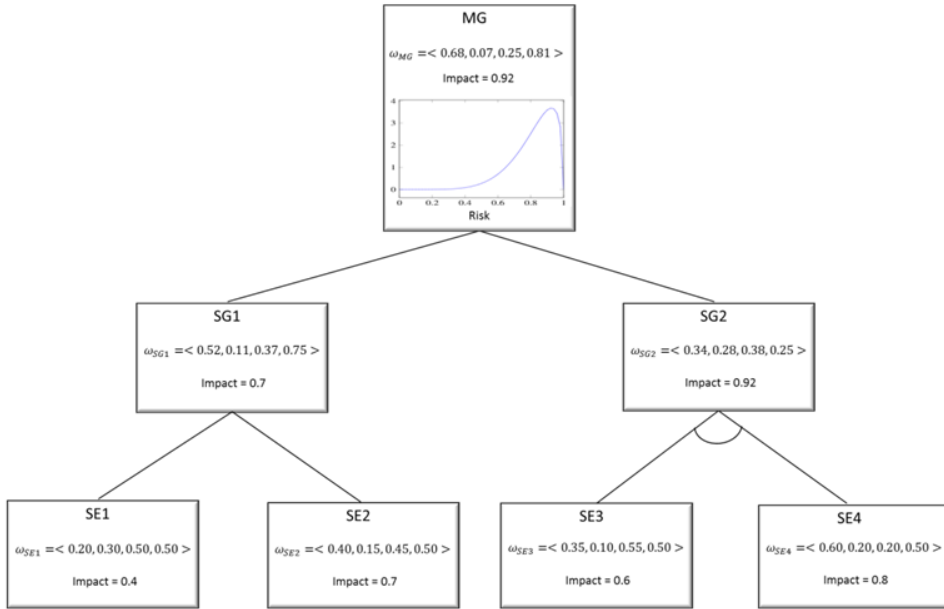 MG
ω_MG =< 0.68, 0.07, 0.25, 0.81 >
Impact = 0.92
4
3
2
1
0
0 0.2 0.4 0.6 0.8 1
Risk
SG1
ω_SG1 =< 0.52, 0.11, 0.37, 0.75 >
Impact = 0.7
SG2
ω_SG2 =< 0.34, 0.28, 0.38, 0.25 >
Impact = 0.92
SE1
ω_SE1 =< 0.20, 0.30, 0.50, 0.50 >
Impact = 0.4
SE2
ω_SE2 =< 0.40, 0.15, 0.45, 0.50 >
Impact = 0.7
SE3
ω_SE3 =< 0.35, 0.10, 0.55, 0.50 >
Impact = 0.6
SE4
ω_SE4 =< 0.60, 0.20, 0.20, 0.50 >
Impact = 0.8